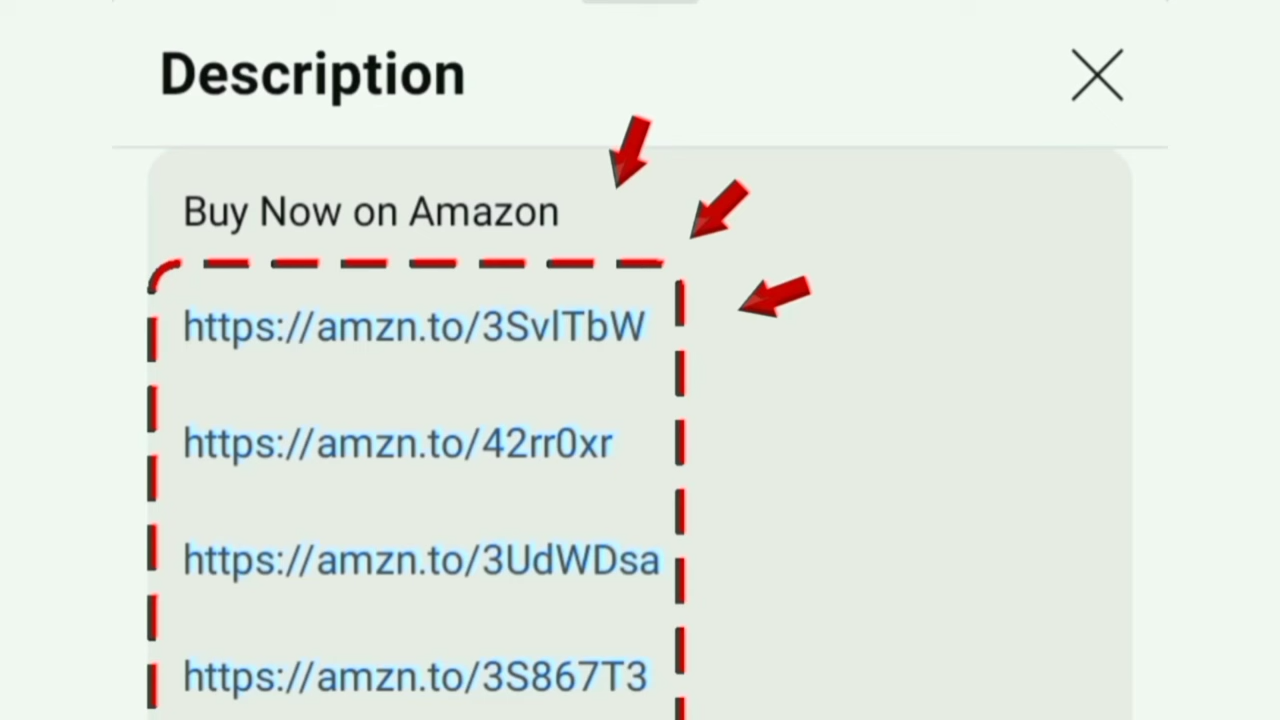 Description
Buy Now on Amazon
https://amzn.to/3SvlTbW
https://amzn.to/42rr0xr
https://amzn.to/3UdWDsa
https://amzn.to/3S867T3